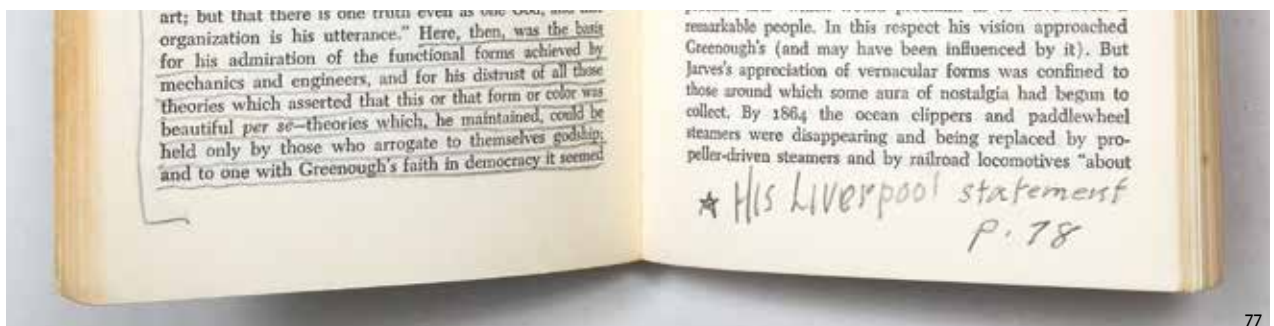 art; but that there is one truth even as one God, and that
organization is his utterance." Here, then, was the basis
for his admiration of the functional forms achieved by
mechanics and engineers, and for his distrust of all those
theories which asserted that this or that form or color was
beautiful per se—theories which, he maintained, could be
held only by those who arrogate to themselves godship;
and to one with Greenough's faith in democracy it seemed
remarkable people. In this respect his vision approached
Greenough's (and may have been influenced by it). But
Jarves's appreciation of vernacular forms was confined to
those around which some aura of nostalgia had begun to
collect. By 1864 the ocean clippers and paddlewheel
steamers were disappearing and being replaced by pro-
peller-driven steamers and by railroad locomotives "about
☆ His Liverpool statement
p. 78
77